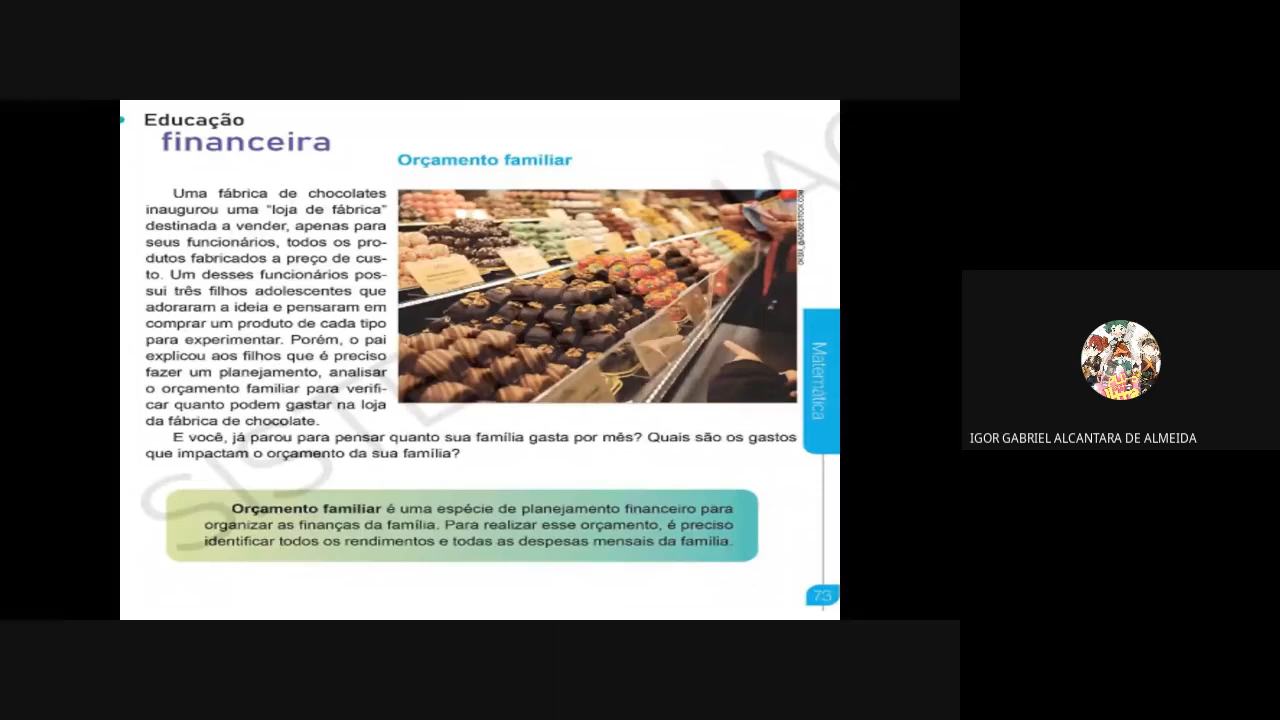 Educação
financeira
Orçamento familiar
Uma fábrica de chocolates
inaugurou uma “loja de fábrica”
destinada a vender, apenas para
seus funcionários, todos os pro-
dutos fabricados a preço de cus-
to. Um desses funcionários pos-
sui três filhos adolescentes que
adoraram a ideia e pensaram em
comprar um produto de cada tipo
para experimentar. Porém, o pai
explicou aos filhos que é preciso
fazer um planejamento, analisar
o orçamento familiar para verifi-
car quanto podem gastar na loja
da fábrica de chocolate.
E você, já parou para pensar quanto sua família gasta por mês? Quais são os gastos
que impactam o orçamento da sua família?
Orçamento familiar é uma espécie de planejamento financeiro para
organizar as finanças da família. Para realizar esse orçamento, é preciso
identificar todos os rendimentos e todas as despesas mensais da família.
Matemática
73
IGOR GABRIEL ALCANTARA DE ALMEIDA